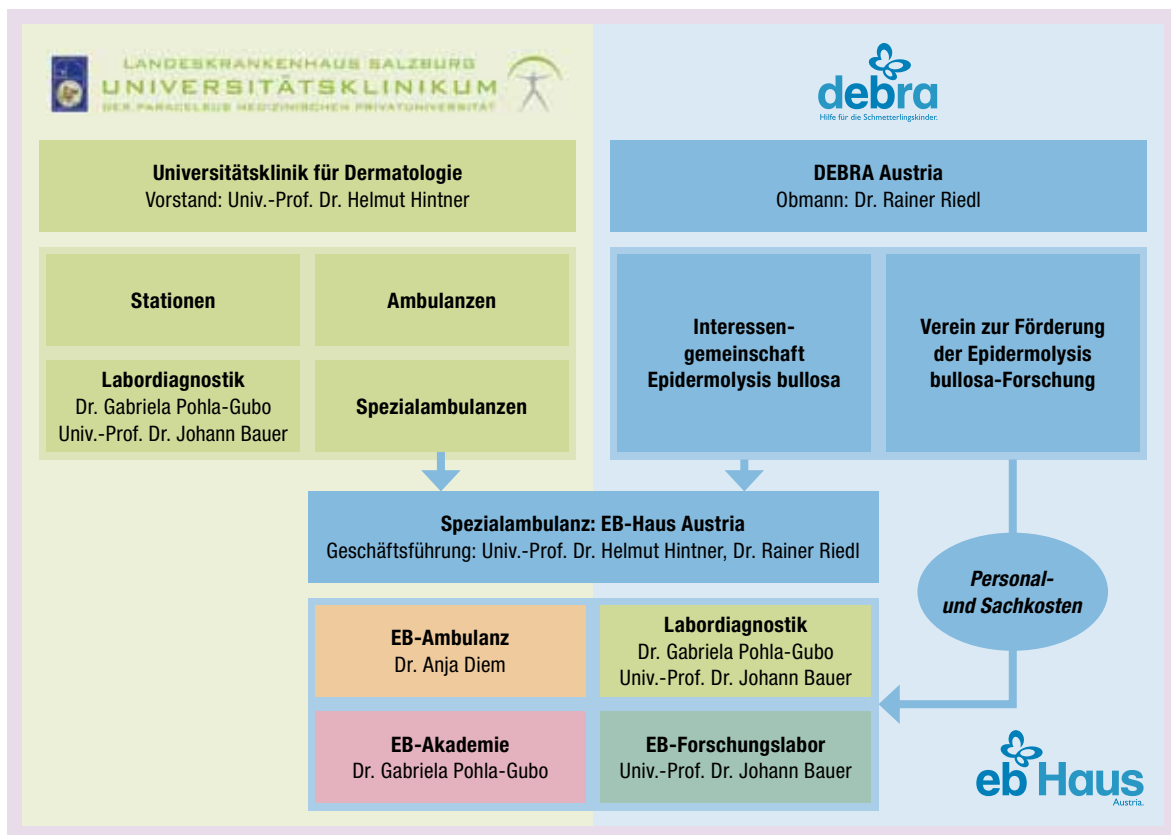 LANDESKRANKENHAUS SALZBURG
UNIVERSITÄTSKLINIKUM
DER PARACELSUS MEDIZINISCHEN PRIVATUNIVERSITÄT
debra
Hilfe für die Schmetterlingskinder.
Universitätsklinik für Dermatologie
Vorstand: Univ.-Prof. Dr. Helmut Hintner
DEBRA Austria
Obmann: Dr. Rainer Riedl
Stationen
Ambulanzen
Labordiagnostik
Dr. Gabriela Pohla-Gubo
Univ.-Prof. Dr. Johann Bauer
Spezialambulanzen
Interessen-
gemeinschaft
Epidermolysis bullosa
Verein zur Förderung
der Epidermolysis
bullosa-Forschung
Spezialambulanz: EB-Haus Austria
Geschäftsführung: Univ.-Prof. Dr. Helmut Hintner, Dr. Rainer Riedl
Personal-
und Sachkosten
EB-Ambulanz
Dr. Anja Diem
Labordiagnostik
Dr. Gabriela Pohla-Gubo
Univ.-Prof. Dr. Johann Bauer
EB-Akademie
Dr. Gabriela Pohla-Gubo
EB-Forschungslabor
Univ.-Prof. Dr. Johann Bauer
eb Haus
Austria.